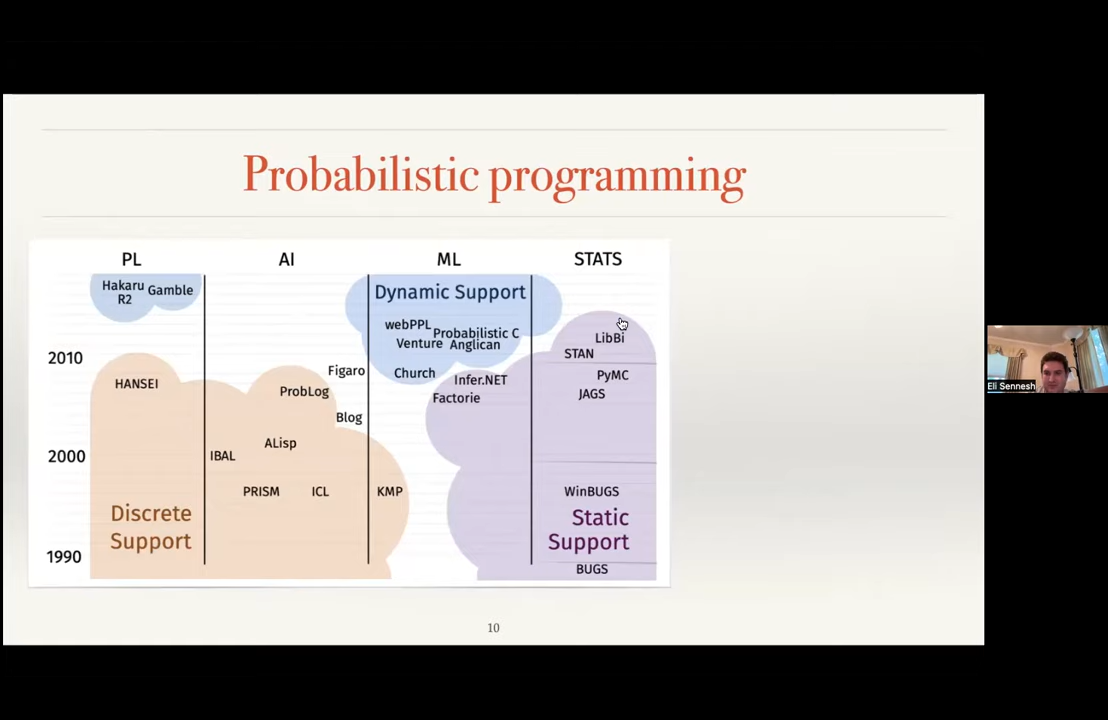 Probabilistic programming
PL
AI
ML
STATS
Hakaru
R2
Gamble
Dynamic Support
webPPL
Probabilistic C
Venture
Anglican
LibBi
2010
STAN
Figaro
Church
Infer.NET
PyMC
HANSEI
ProbLog
Factorie
JAGS
Blog
ALisp
2000
IBAL
PRISM
ICL
KMP
WinBUGS
Discrete
Support
Static
Support
1990
BUGS
10
Eli Sennesh